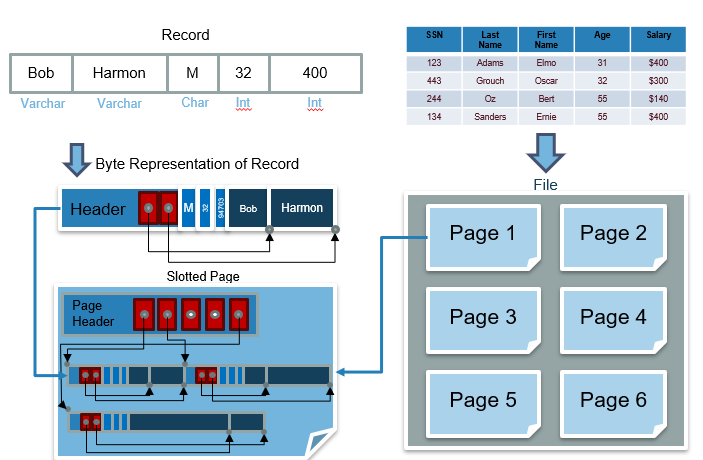 Record
Bob Harmon M 32 400
Varchar Varchar Char Int Int
SSN Last Name First Name Age Salary
123 Adams Elmo 31 $400
443 Grouch Oscar 32 $300
244 Oz Bert 55 $140
134 Sanders Ernie 55 $400
Byte Representation of Record
Header M 32 94703 Bob Harmon
Slotted Page
Page
Header
File
Page 1 Page 2
Page 3 Page 4
Page 5 Page 6